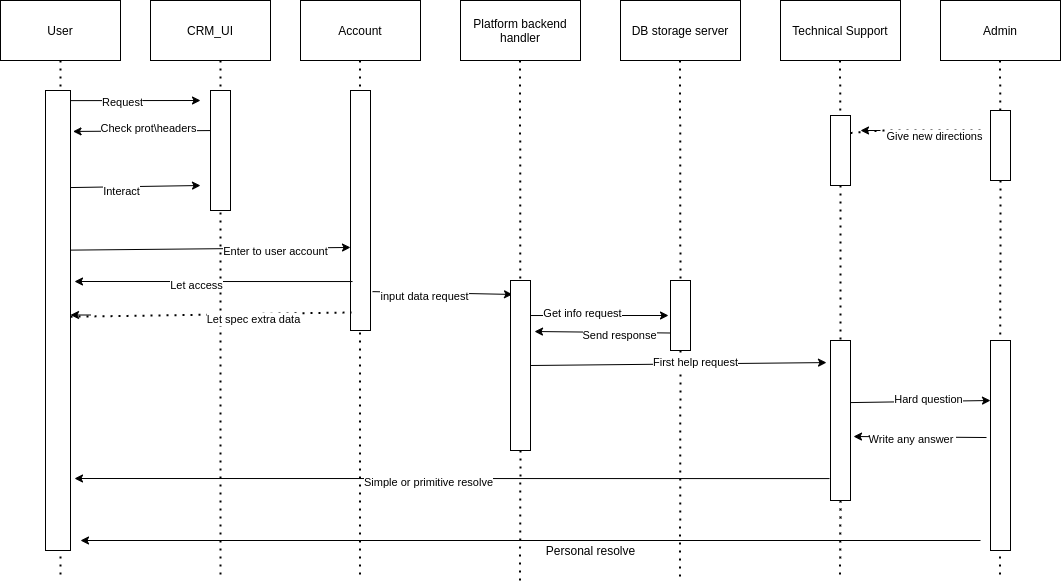 User
CRM_UI
Account
Platform backend
handler
DB storage server
Technical Support
Admin
Request
Check prot\headers
Give new directions
Interact
Enter to user account
Let access
input data request
Get info request
Let spec extra data
Send response
First help request
Hard question
Write any answer
Simple or primitive resolve
Personal resolve